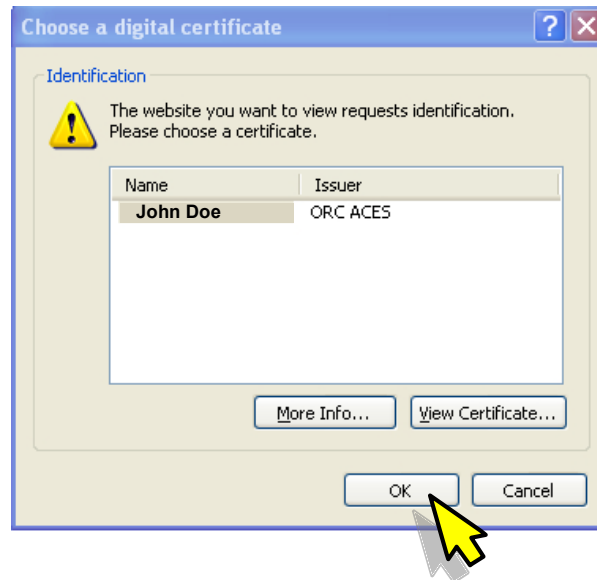 Choose a digital certificate
Identification
The website you want to view requests identification.
Please choose a certificate.
Name Issuer
John Doe ORC ACES
More Info... View Certificate...
OK Cancel